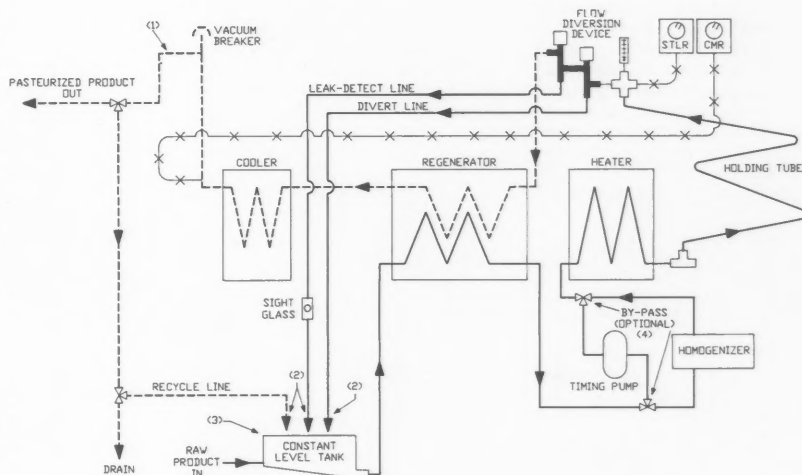 (1)
VACUUM
BREAKER
FLOW
DIVERSION
DEVICE
STLR
CMR
PASTEURIZED PRODUCT
OUT
LEAK-DETECT LINE
DIVERT LINE
COOLER
REGENERATOR
HEATER
HOLDING TUBE
SIGHT
GLASS
BY-PASS
(OPTIONAL)
(4)
HOMOGENIZER
TIMING PUMP
RECYCLE LINE
(2)
(2)
(3)
CONSTANT
LEVEL TANK
RAW
PRODUCT
IN
DRAIN